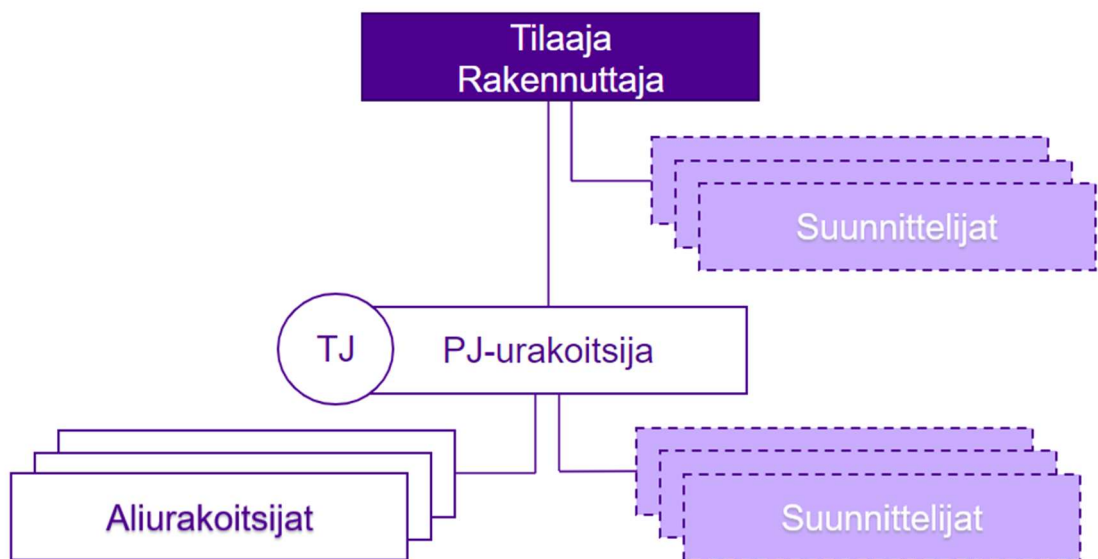 Tilaaja
Rakennuttaja
Suunnittelijat
TJ
PJ-urakoitsija
Aliurakoitsijat
Suunnittelijat